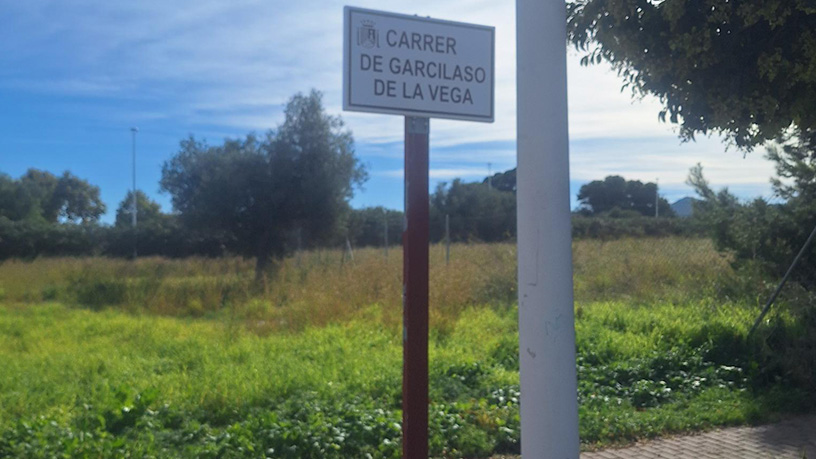 CARRER
DE GARCILASO
DE LA VEGA